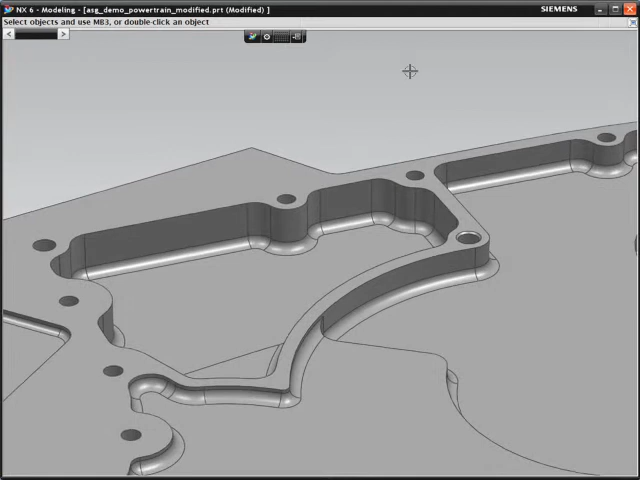 NX 6 - Modeling - [asg_demo_powertrain_modified.prt (Modified) ]
SIEMENS
Select objects and use MB3, or double-click an object